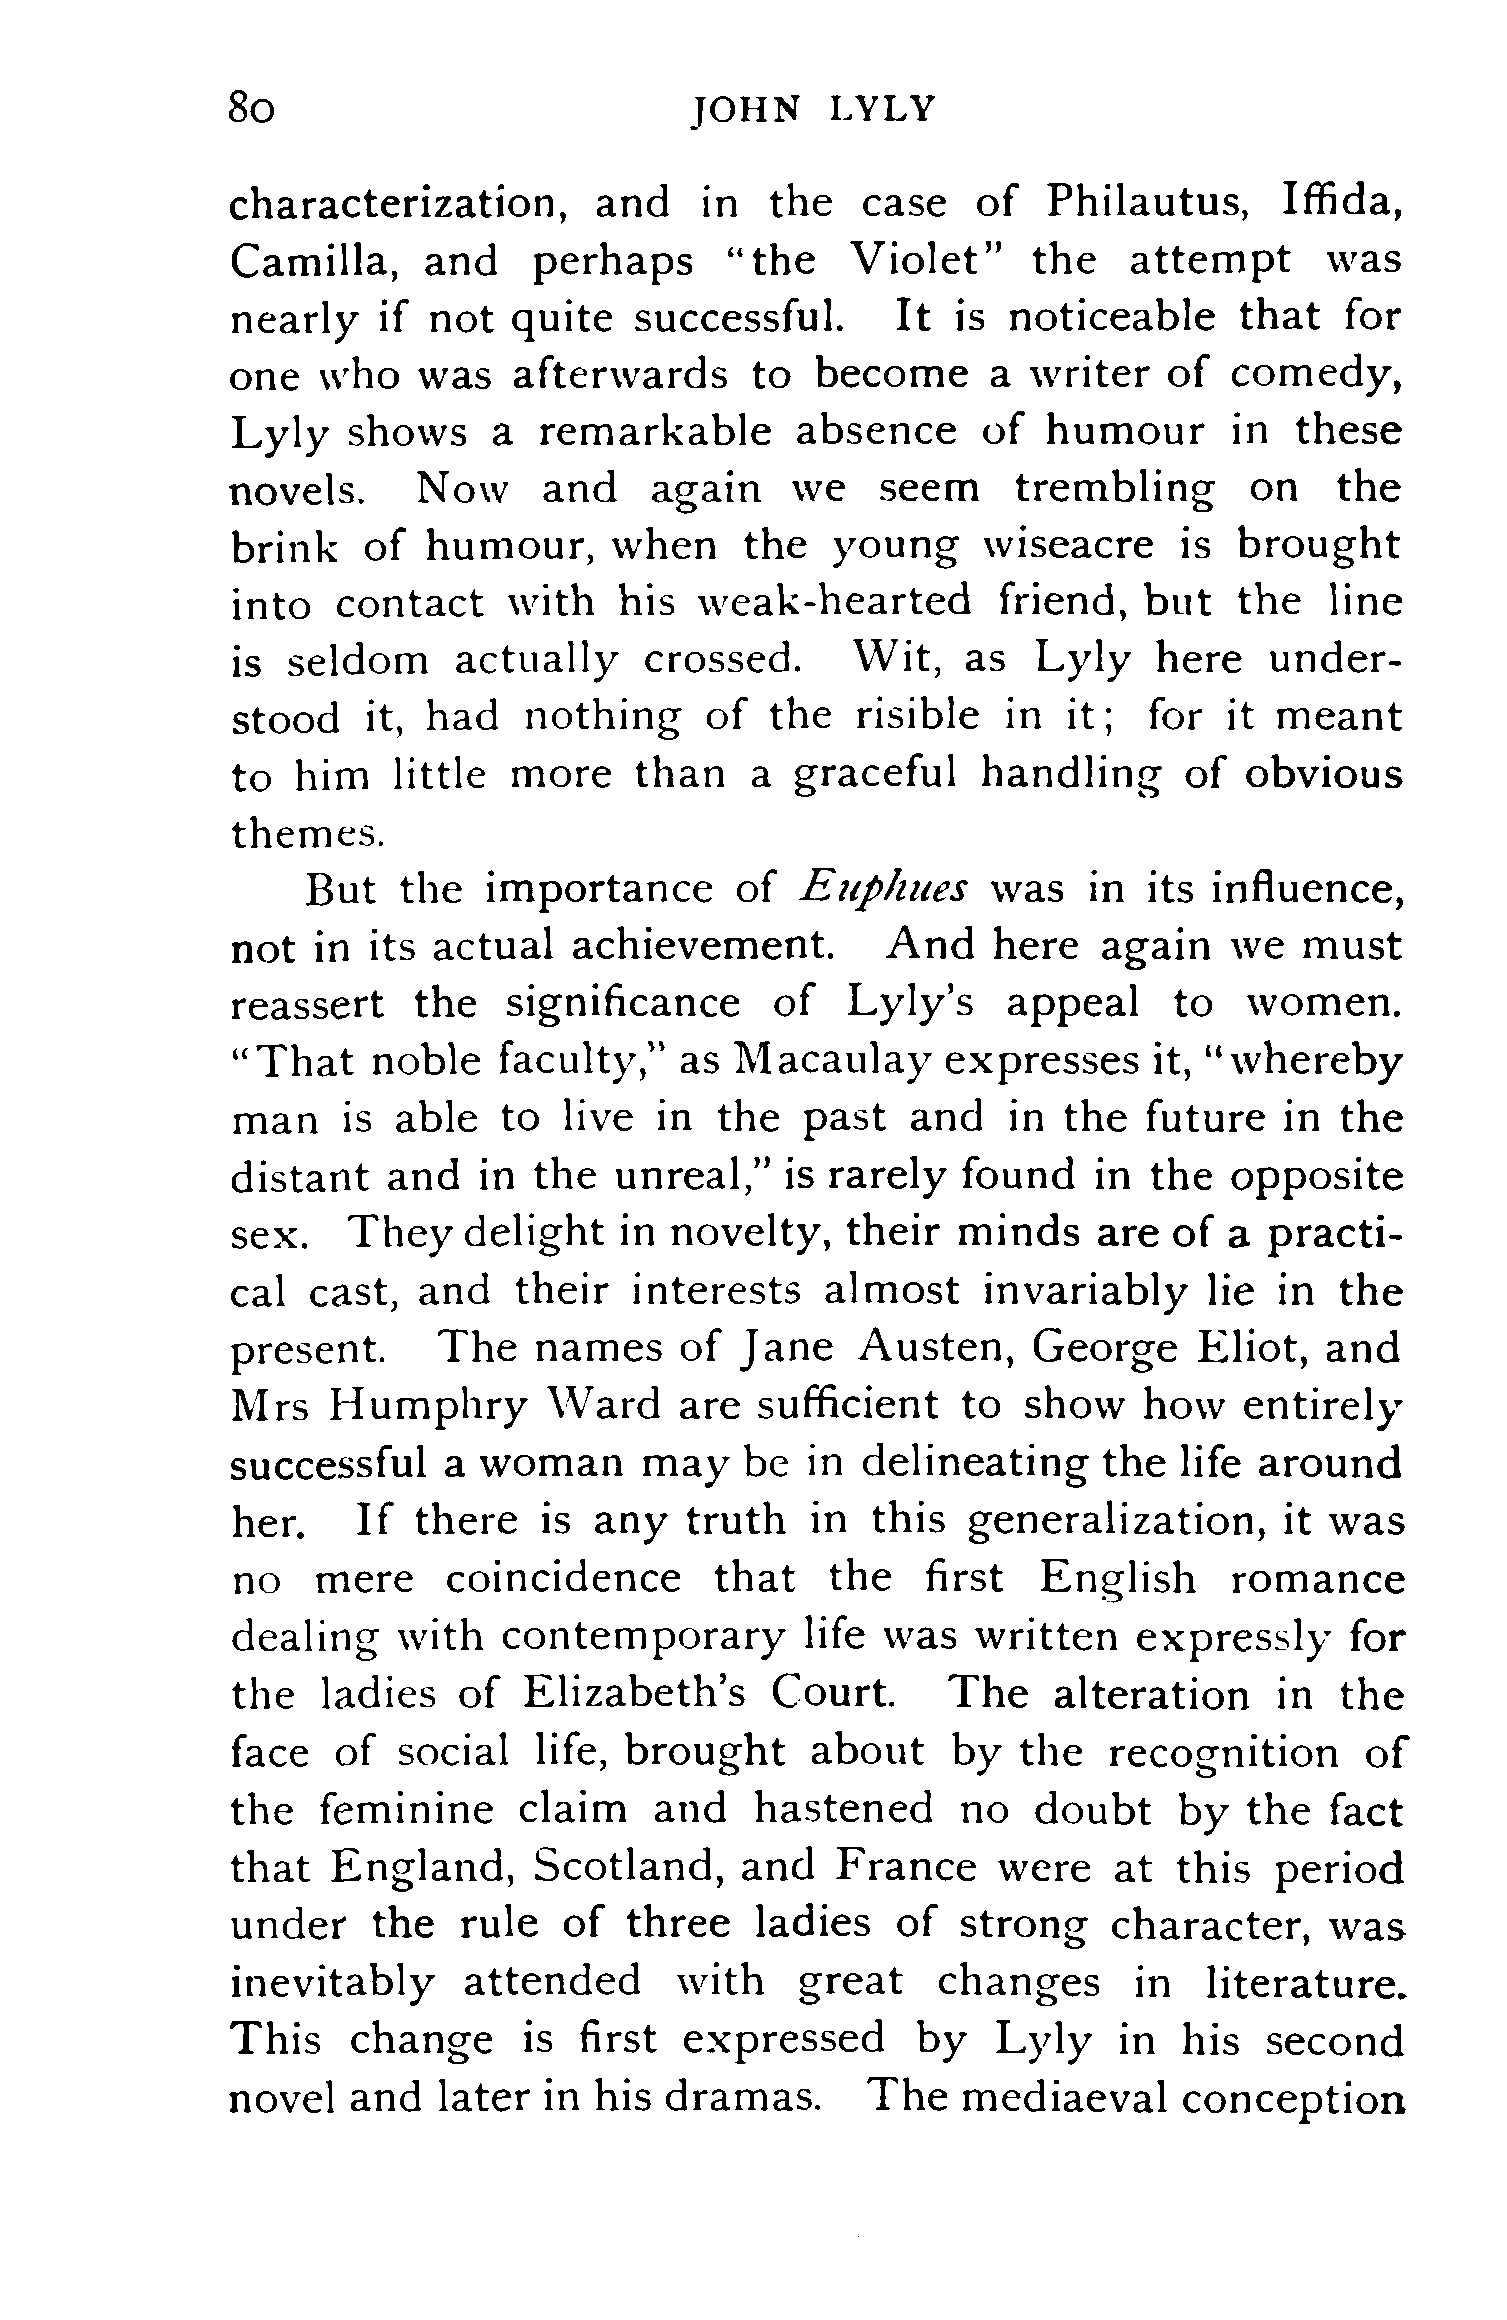 80 JOHN LYLY
characterization, and in the case of Philautus, Iffida,
Camilla, and perhaps "the Violet" the attempt was
nearly if not quite successful. It is noticeable that for
one who was afterwards to become a writer of comedy,
Lyly shows a remarkable absence of humour in these
novels. Now and again we seem trembling on the
brink of humour, when the young wiseacre is brought
into contact with his weak-hearted friend, but the line
is seldom actually crossed. Wit, as Lyly here under-
stood it, had nothing of the risible in it; for it meant
to him little more than a graceful handling of obvious
themes.
But the importance of Euphues was in its influence,
not in its actual achievement. And here again we must
reassert the significance of Lyly's appeal to women.
"That noble faculty," as Macaulay expresses it, "whereby
man is able to live in the past and in the future in the
distant and in the unreal," is rarely found in the opposite
sex. They delight in novelty, their minds are of a practi-
cal cast, and their interests almost invariably lie in the
present. The names of Jane Austen, George Eliot, and
Mrs Humphry Ward are sufficient to show how entirely
successful a woman may be in delineating the life around
her. If there is any truth in this generalization, it was
no mere coincidence that the first English romance
dealing with contemporary life was written expressly for
the ladies of Elizabeth's Court. The alteration in the
face of social life, brought about by the recognition of
the feminine claim and hastened no doubt by the fact
that England, Scotland, and France were at this period
under the rule of three ladies of strong character, was
inevitably attended with great changes in literature.
This change is first expressed by Lyly in his second
novel and later in his dramas. The mediaeval conception